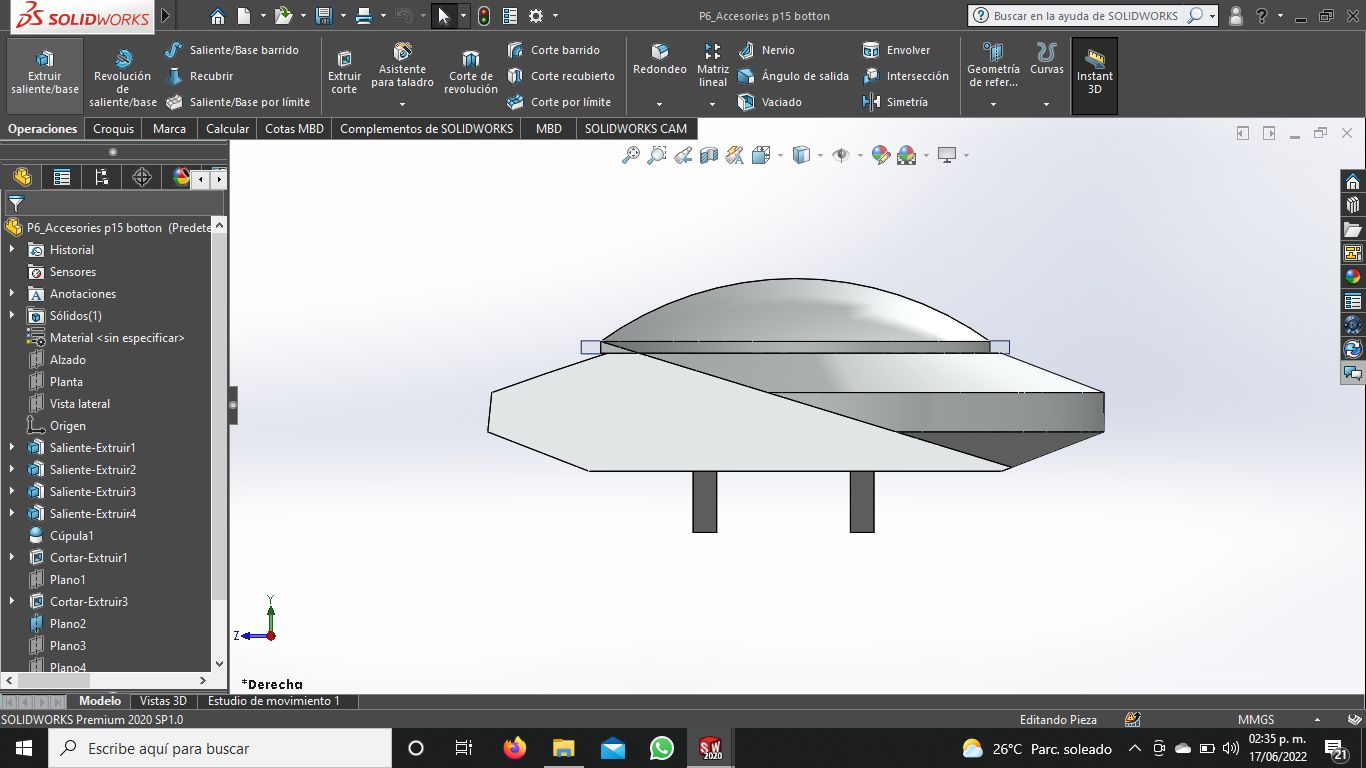 SOLIDWORKS
P6_Accesories p15 botton
Buscar en la ayuda de SOLIDWORKS
Extruir
saliente/base
Revolución
de
saliente/base
Saliente/Base barrido
Recubrir
Saliente/Base por límite
Extruir
corte
Asistente
para taladro
Corte de
revolución
Corte barrido
Corte recubierto
Corte por límite
Redondeo
Matriz
lineal
Nervio
Ángulo de salida
Vaciado
Envolver
Intersección
Simetría
Geometría
de refer...
Curvas
Instant
3D
Operaciones
Croquis
Marca
Calcular
Cotas MBD
Complementos de SOLIDWORKS
MBD
SOLIDWORKS CAM
P6_Accesories p15 botton (Predete
Historial
Sensores
Anotaciones
Sólidos(1)
Material <sin especificar>
Alzado
Planta
Vista lateral
Origen
Saliente-Extruir1
Saliente-Extruir2
Saliente-Extruir3
Saliente-Extruir4
Cúpula1
Cortar-Extruir1
Plano1
Cortar-Extruir3
Plano2
Plano3
Plano4
Y
Z
*Derecha
Modelo
Vistas 3D
Estudio de movimiento 1
SOLIDWORKS Premium 2020 SP1.0
Editando Pieza
MMGS
Escribe aquí para buscar
SW
2020
26°C Parc. soleado
02:35 p. m.
17/06/2022
21